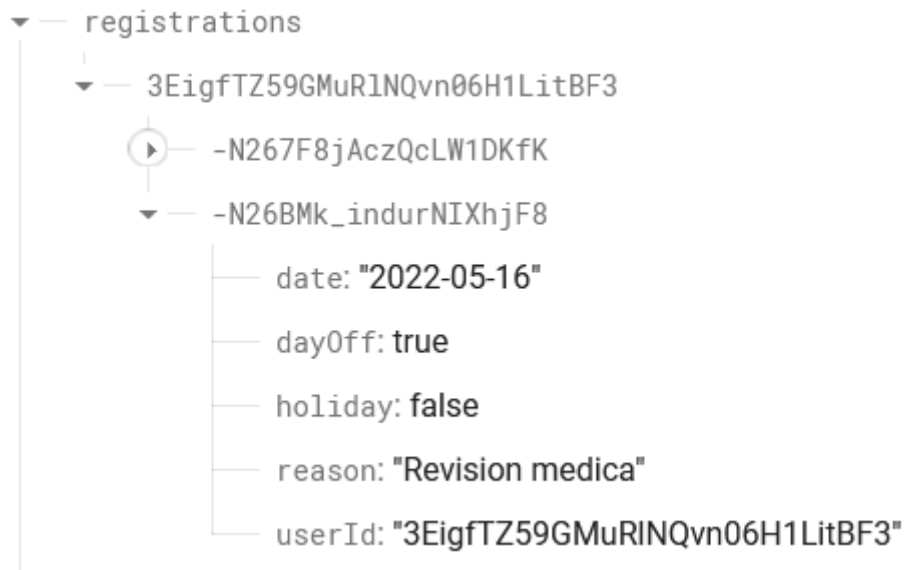 registrations
3EigfTZ59GMuRlNQvn06H1LitBF3
-N267F8jAczQcLW1DKfK
-N26BMk_indurNIXhjF8
date: "2022-05-16"
dayOff: true
holiday: false
reason: "Revision medica"
userId: "3EigfTZ59GMuRlNQvn06H1LitBF3"